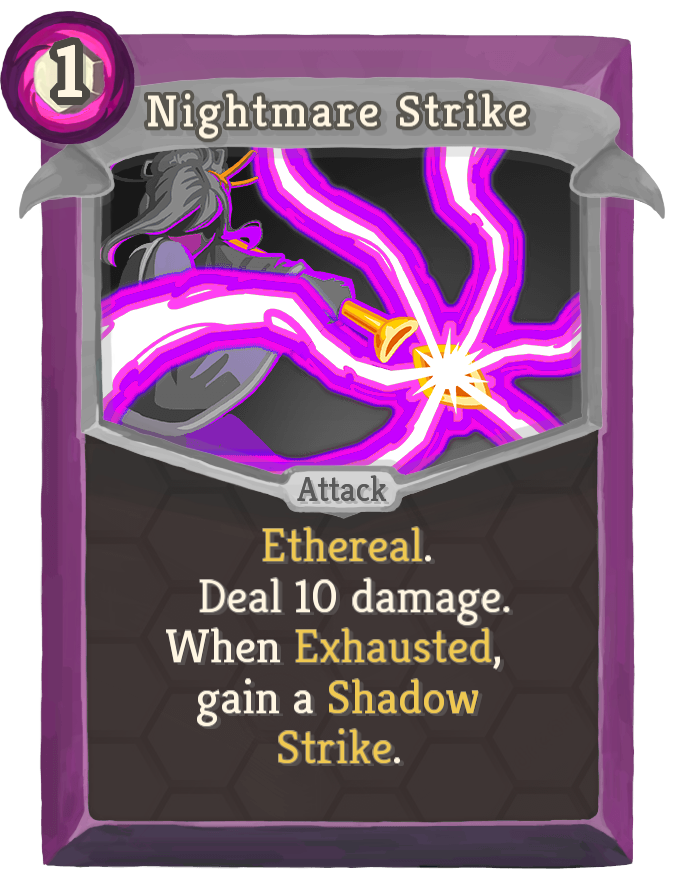 1
Nightmare Strike
Attack
Ethereal.
Deal 10 damage.
When Exhausted,
gain a Shadow
Strike.